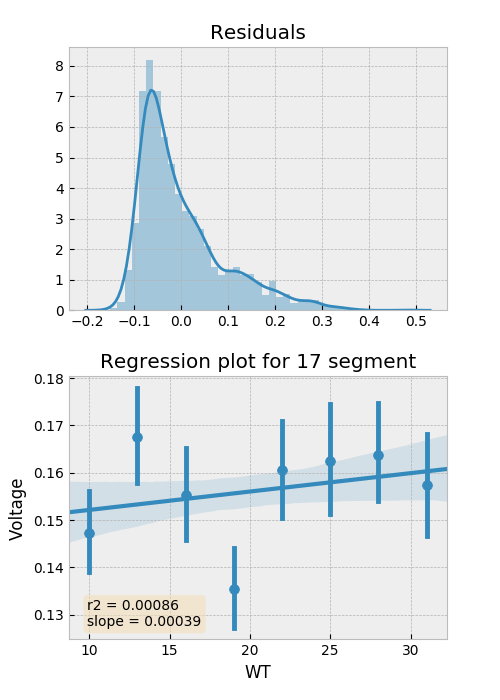 Residuals
8
7
6
5
4
3
2
1
0
−0.2 −0.1 0.0 0.1 0.2 0.3 0.4 0.5
Regression plot for 17 segment
0.18
0.17
0.16
0.15
0.14
0.13
Voltage
r2 = 0.00086
slope = 0.00039
10 15 20 25 30
WT